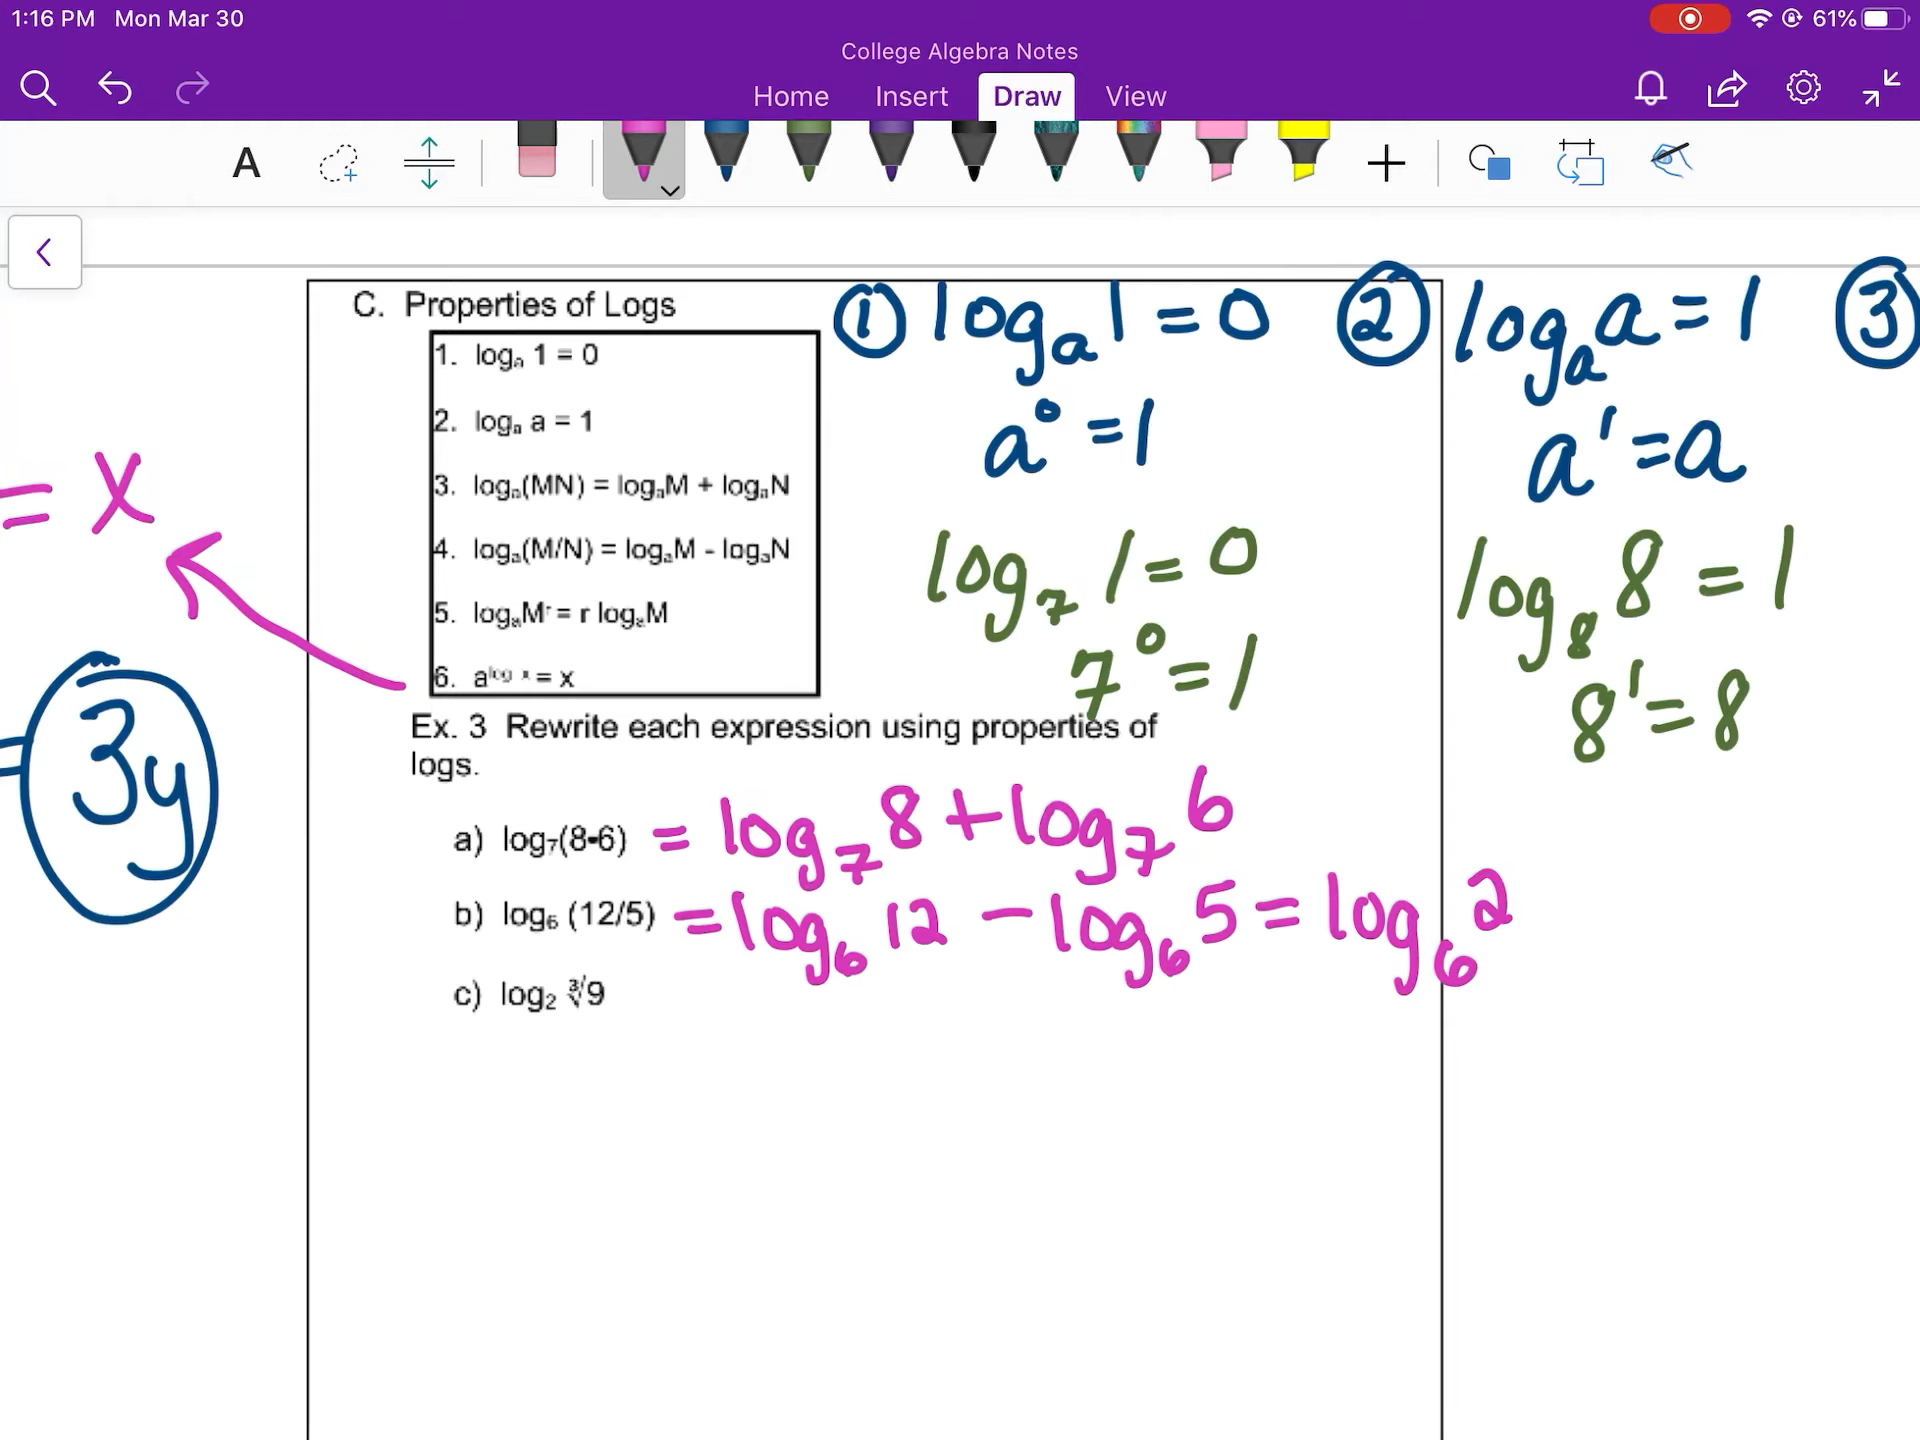 1:16 PM Mon Mar 30
61%
College Algebra Notes
Home Insert Draw View
A
C. Properties of Logs
1. logₐ 1 = 0
2. logₐ a = 1
3. logₐ(MN) = logₐM + logₐN
4. logₐ(M/N) = logₐM - logₐN
5. logₐMʳ = r logₐM
6. a^log x = x
① logₐ1 = 0
a⁰ = 1
log₇ 1 = 0
7⁰ = 1
② logₐa = 1
a¹ = a
log₈ 8 = 1
8¹ = 8
③
= x
= 3y
Ex. 3 Rewrite each expression using properties of
logs.
a) log₇(8•6) = log₇8 + log₇6
b) log₆ (12/5) = log₆12 − log₆5 = log₆2
c) log₂ ∛9